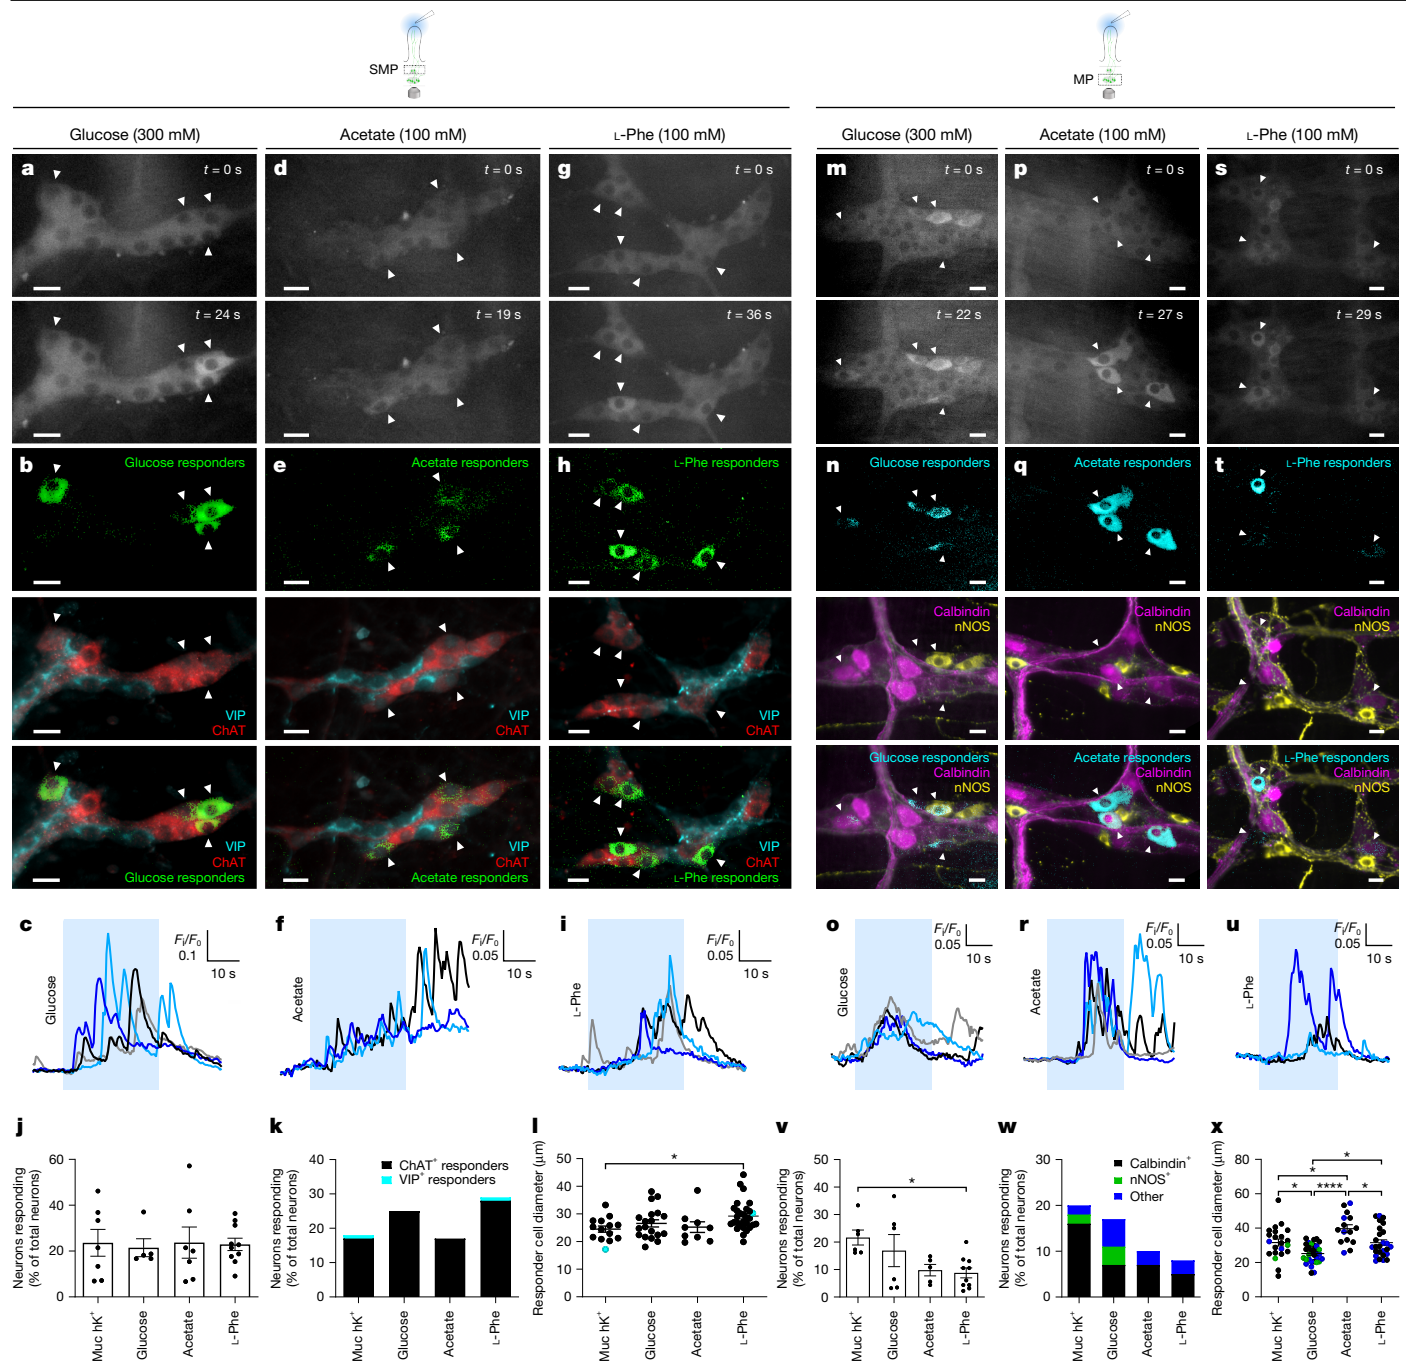 SMP
MP
Glucose (300 mM)
Acetate (100 mM)
L-Phe (100 mM)
Glucose (300 mM)
Acetate (100 mM)
L-Phe (100 mM)
a
t = 0 s
d
t = 0 s
g
t = 0 s
m
t = 0 s
p
t = 0 s
s
t = 0 s
t = 24 s
t = 19 s
t = 36 s
t = 22 s
t = 27 s
t = 29 s
b
Glucose responders
e
Acetate responders
h
L-Phe responders
n
Glucose responders
q
Acetate responders
t
L-Phe responders
VIP
ChAT
VIP
ChAT
VIP
ChAT
Calbindin
nNOS
Calbindin
nNOS
Calbindin
nNOS
VIP
ChAT
Glucose responders
VIP
ChAT
Acetate responders
VIP
ChAT
L-Phe responders
Glucose responders
Calbindin
nNOS
Acetate responders
Calbindin
nNOS
L-Phe responders
Calbindin
nNOS
c
Glucose
Fi/F0
0.1
10 s
f
Acetate
Fi/F0
0.05
10 s
i
L-Phe
Fi/F0
0.05
10 s
o
Glucose
Fi/F0
0.05
10 s
r
Acetate
Fi/F0
0.05
10 s
u
L-Phe
Fi/F0
0.05
10 s
j
Neurons responding
(% of total neurons)
60
40
20
0
Muc hK+
Glucose
Acetate
L-Phe
k
Neurons responding
(% of total neurons)
40
30
20
10
0
ChAT+ responders
VIP+ responders
Muc hK+
Glucose
Acetate
L-Phe
l
Responder cell diameter (μm)
50
40
30
20
10
0
*
Muc hK+
Glucose
Acetate
L-Phe
v
Neurons responding
(% of total neurons)
50
40
30
20
10
0
*
Muc hK+
Glucose
Acetate
L-Phe
w
Neurons responding
(% of total neurons)
30
20
10
0
Calbindin+
nNOS+
Other
Muc hK+
Glucose
Acetate
L-Phe
x
Responder cell diameter (μm)
80
60
40
20
0
*
*
*
****
*
Muc hK+
Glucose
Acetate
L-Phe